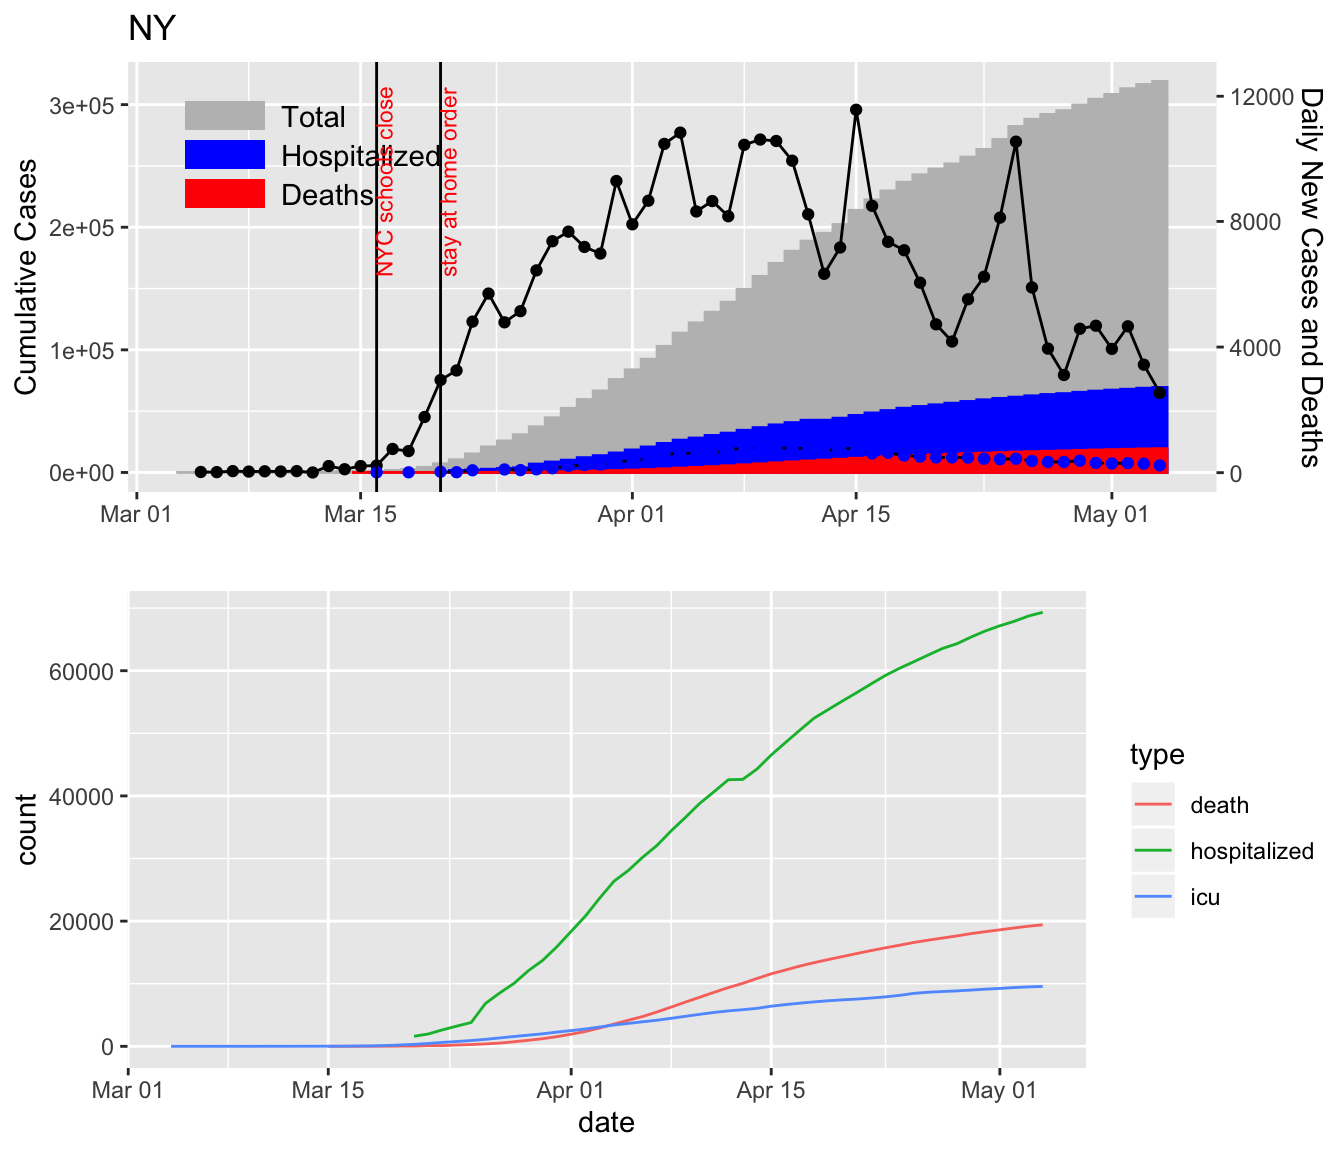 NY
Cumulative Cases
3e+05
2e+05
1e+05
0e+00
Total
Hospitalized
Deaths
NYC schools close
stay at home order
12000
8000
4000
0
Daily New Cases and Deaths
Mar 01
Mar 15
Apr 01
Apr 15
May 01
count
60000
40000
20000
0
Mar 01
Mar 15
Apr 01
Apr 15
May 01
date
type
death
hospitalized
icu